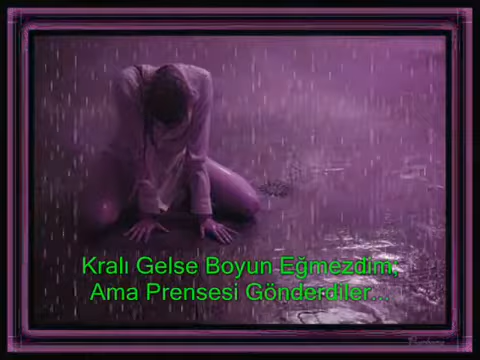 Kralı Gelse Boyun Eğmezdim;
Ama Prensesi Gönderdiler...